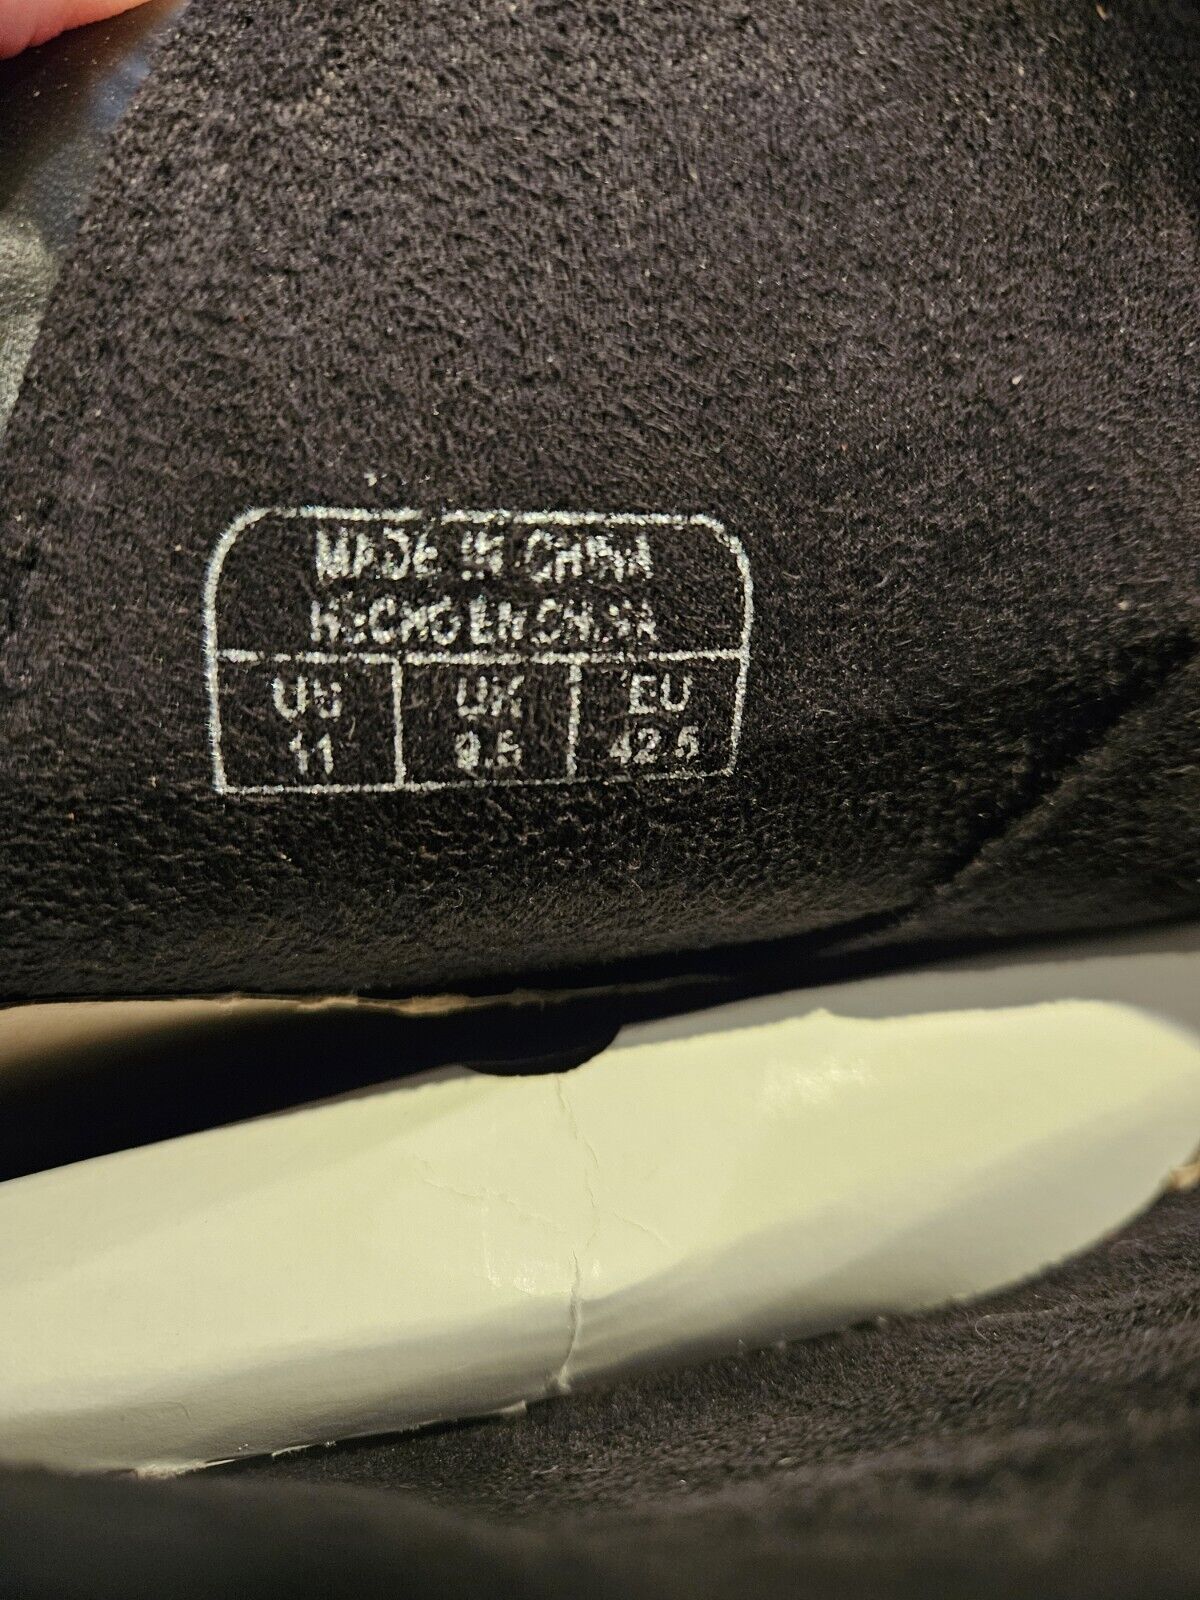 MADE IN CHINA
HECHO EN CHINA
US UK EU
11 9.5 42.5